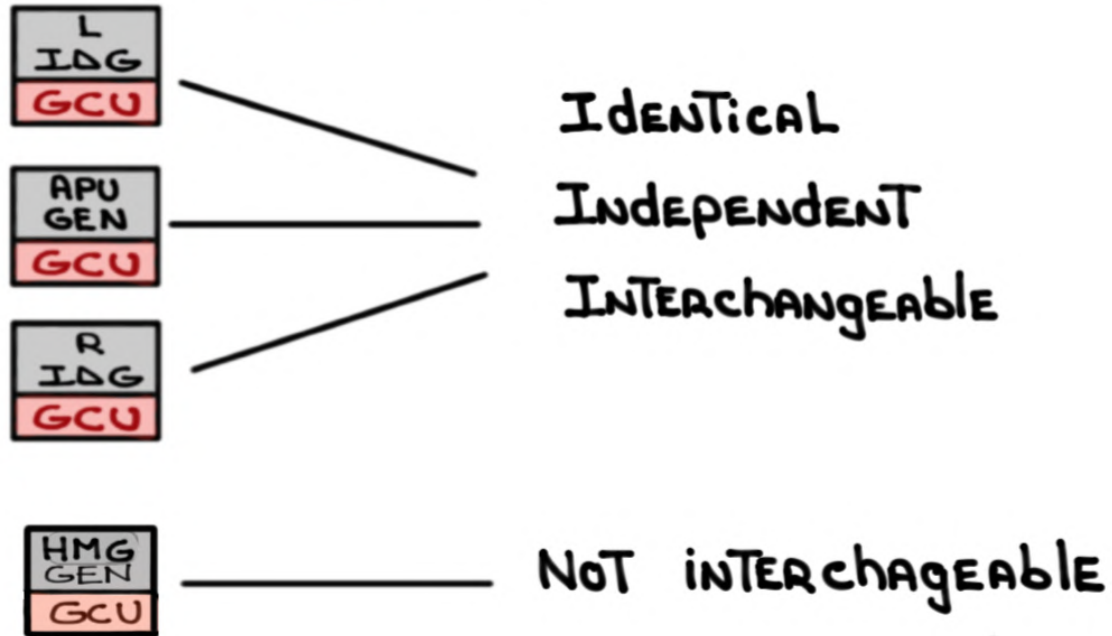 L
IDG
GCU
IdENTicAL
APU
GEN
GCU
INdEpENdENT
INTERchANgEAblE
R
IDG
GCU
HMG
GEN
GCU
NoT iNTERchAgEAblE